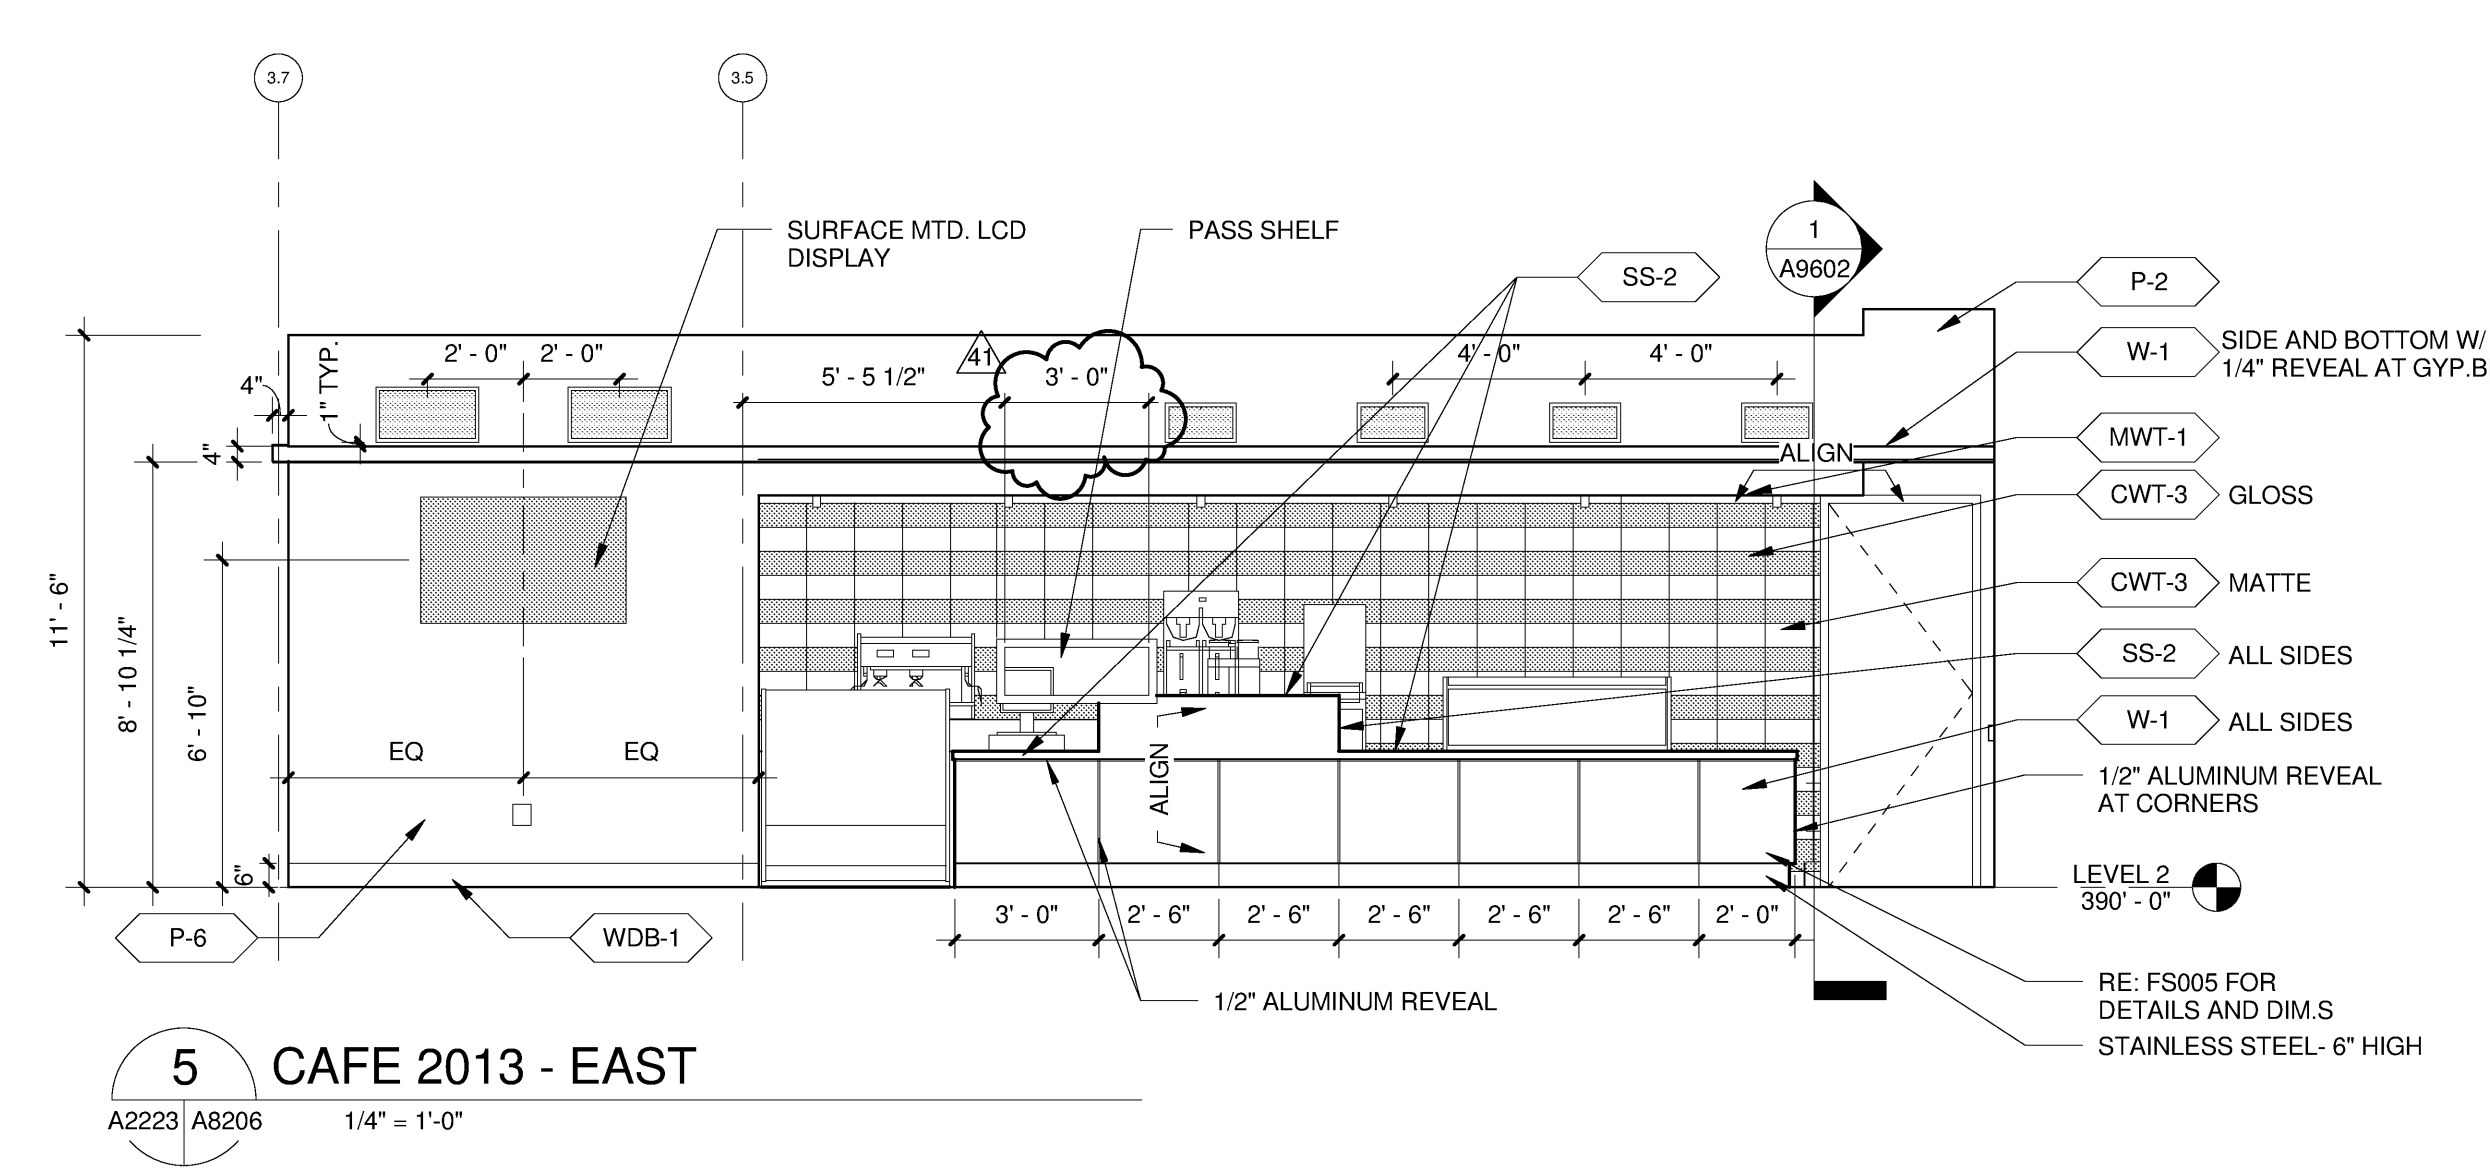 3.7
3.5
SURFACE MTD. LCD
DISPLAY
PASS SHELF
SS-2
1
A9602
P-2
W-1
SIDE AND BOTTOM W/
1/4" REVEAL AT GYP.B
MWT-1
CWT-3 GLOSS
CWT-3 MATTE
SS-2 ALL SIDES
W-1 ALL SIDES
1/2" ALUMINUM REVEAL
AT CORNERS
LEVEL 2
390' - 0"
RE: FS005 FOR
DETAILS AND DIM.S
STAINLESS STEEL- 6" HIGH
2' - 0"
2' - 0"
5' - 5 1/2"
41
3' - 0"
4' - 0"
4' - 0"
4"
1" TYP.
4"
ALIGN
11' - 6"
8' - 10 1/4"
6' - 10"
6"
EQ
EQ
ALIGN
3' - 0"
2' - 6"
2' - 6"
2' - 6"
2' - 6"
2' - 6"
2' - 0"
P-6
WDB-1
1/2" ALUMINUM REVEAL
5
CAFE 2013 - EAST
A2223
A8206
1/4" = 1'-0"